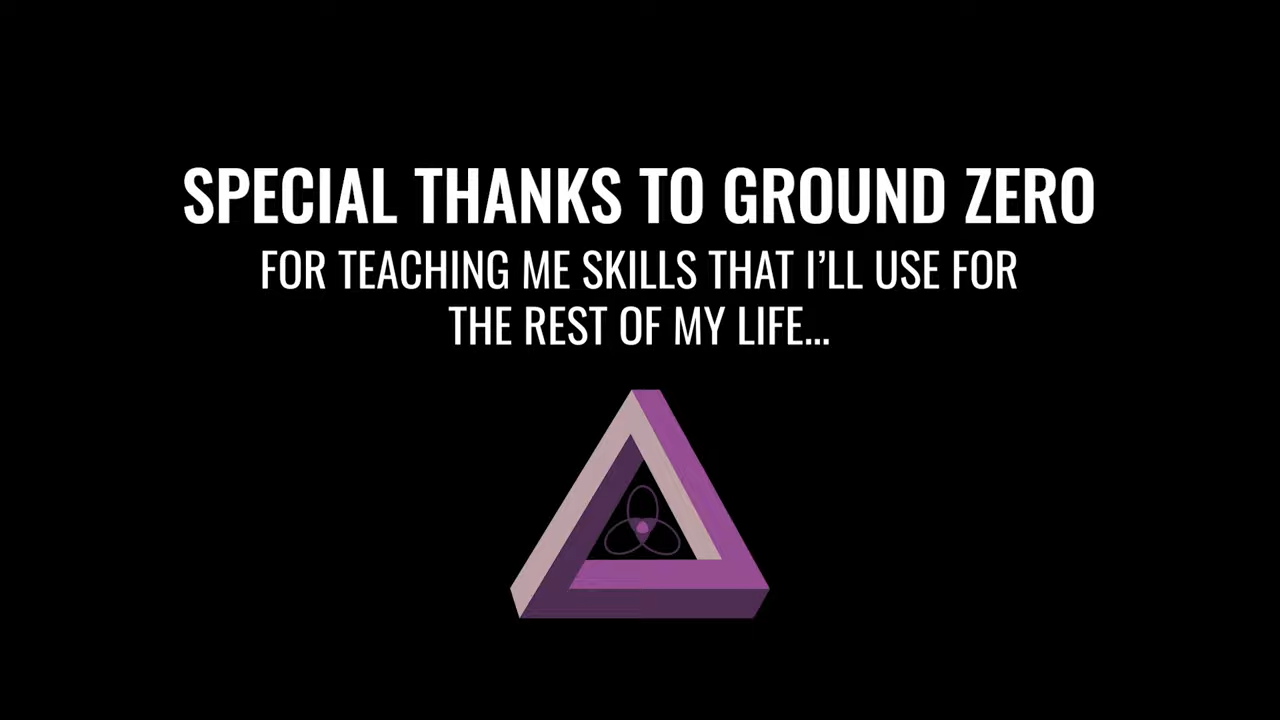 SPECIAL THANKS TO GROUND ZERO
FOR TEACHING ME SKILLS THAT I’LL USE FOR
THE REST OF MY LIFE...